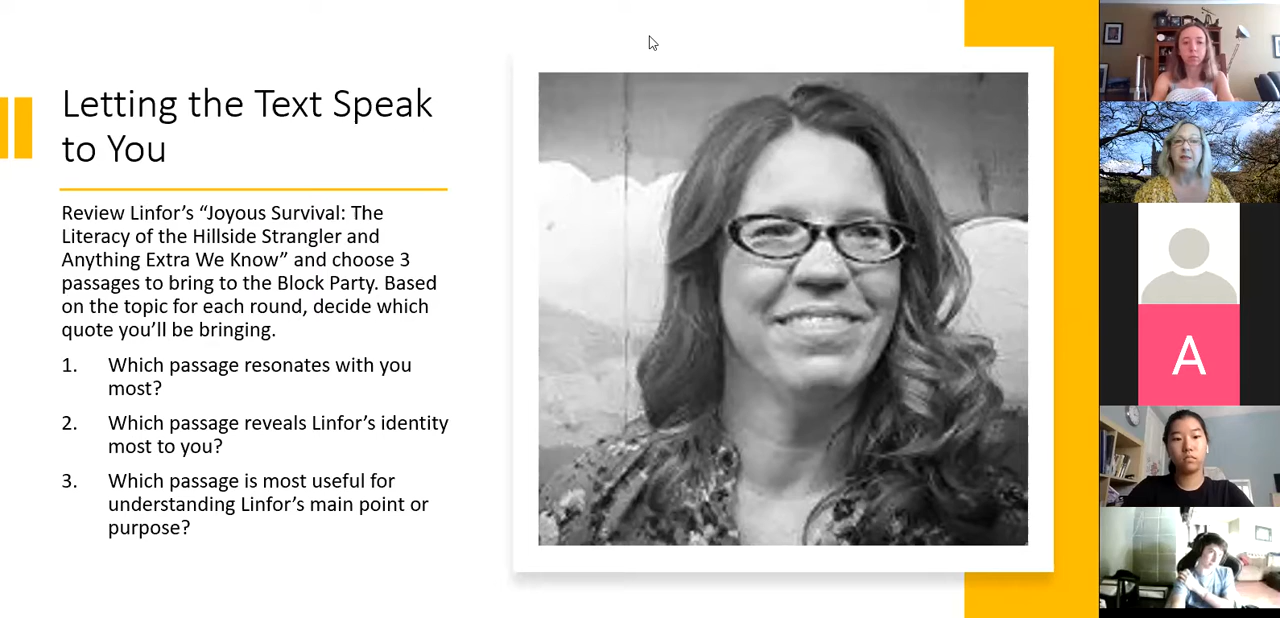 Letting the Text Speak
to You
Review Linfor’s “Joyous Survival: The
Literacy of the Hillside Strangler and
Anything Extra We Know” and choose 3
passages to bring to the Block Party. Based
on the topic for each round, decide which
quote you’ll be bringing.
1. Which passage resonates with you
most?
2. Which passage reveals Linfor’s identity
most to you?
3. Which passage is most useful for
understanding Linfor’s main point or
purpose?
A